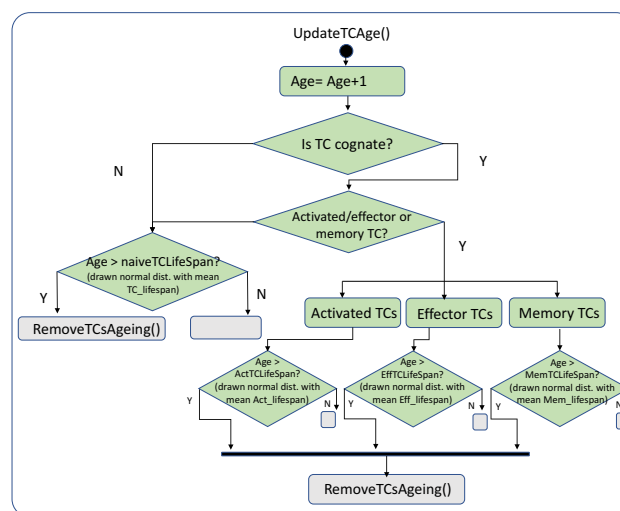 UpdateTCAge()
Age= Age+1
Is TC cognate?
N
Y
Activated/effector or
memory TC?
Y
Age > naiveTCLifeSpan?
(drawn normal dist. with mean
TC_lifespan)
Y
N
RemoveTCsAgeing()
Activated TCs
Effector TCs
Memory TCs
Age >
ActTCLifeSpan?
(drawn normal dist. with
mean Act_lifespan)
Y
N
Age >
EffTCLifeSpan?
(drawn normal dist. with
mean Eff_lifespan)
Y
N
Age >
MemTCLifeSpan?
(drawn normal dist. with
mean Mem_lifespan)
Y
N
RemoveTCsAgeing()